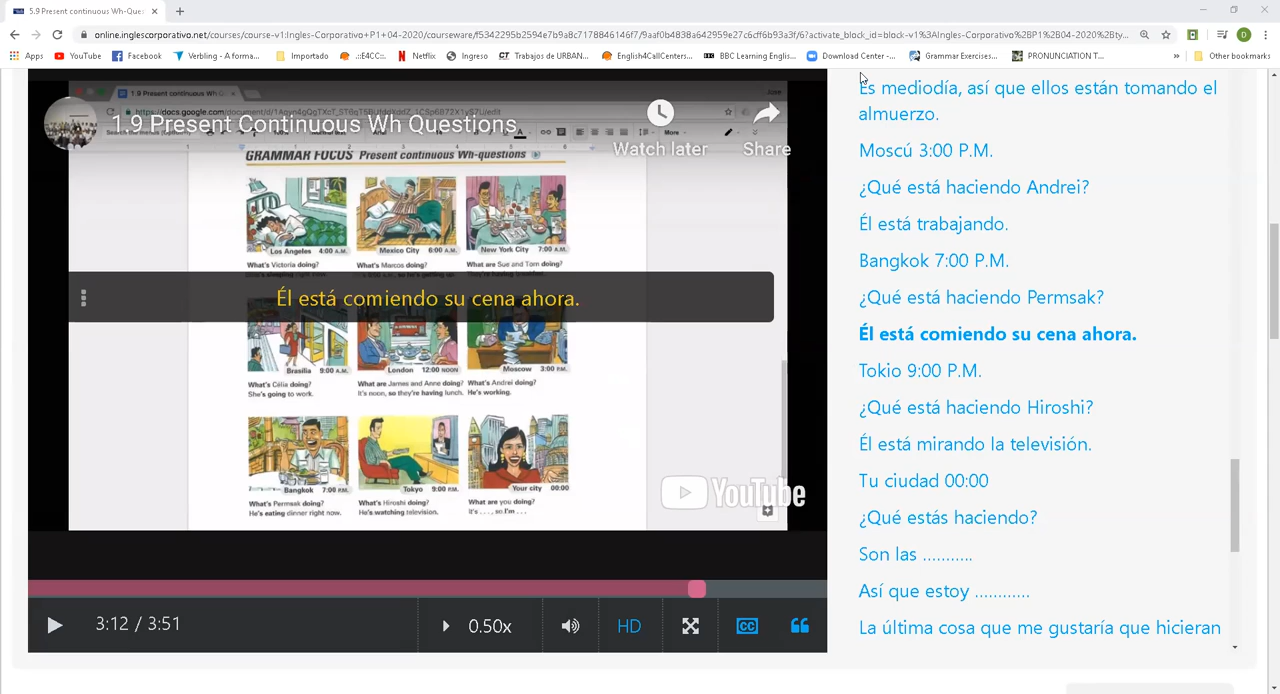 5.9 Present continuous Wh-Ques
online.inglescorporativo.net/courses/course-v1:Ingles-Corporativo+P1+04-2020/courseware/f5342295b2594e7b9a8c7178846146f7/9aaf0b4838a642959e27c6cff6b93a3f/6?activate_block_id=block-v1%3AIngles-Corporativo%2BP1%2B04-2020%2Bty...
D
Apps YouTube Facebook Verbling - A forma... Importado .::E4CC::. Netflix Ingreso Trabajos de URBAN... English4CallCenters... BBC Learning Englis... Download Center -... Grammar Exercises... PRONUNCIATION T... » Other bookmarks
1.9 Present Continuous Wh Questions
Watch later
Share
More
GRAMMAR FOCUS Present continuous Wh-questions
Los Angeles 4:00 A.M.
Mexico City 6:00 A.M.
New York City 7:00 A.M.
What's Victoria doing?
What's Marcos doing?
What are Sue and Tom doing?
Él está comiendo su cena ahora.
Brasilia 9:00 A.M.
London 12:00 NOON
Moscow 3:00 P.M.
What's Célia doing?
She's going to work.
What are James and Anne doing?
It's noon, so they're having lunch.
What's Andrei doing?
He's working.
Bangkok 7:00 P.M.
Tokyo 9:00 P.M.
Your city 00:00
What's Permsak doing?
He's eating dinner right now.
What's Hiroshi doing?
He's watching television.
What are you doing?
It's . . . , so I'm . . .
YouTube
3:12 / 3:51
0.50x
HD
CC
Es mediodía, así que ellos están tomando el
almuerzo.
Moscú 3:00 P.M.
¿Qué está haciendo Andrei?
Él está trabajando.
Bangkok 7:00 P.M.
¿Qué está haciendo Permsak?
Él está comiendo su cena ahora.
Tokio 9:00 P.M.
¿Qué está haciendo Hiroshi?
Él está mirando la televisión.
Tu ciudad 00:00
¿Qué estás haciendo?
Son las ...........
Así que estoy ............
La última cosa que me gustaría que hicieran